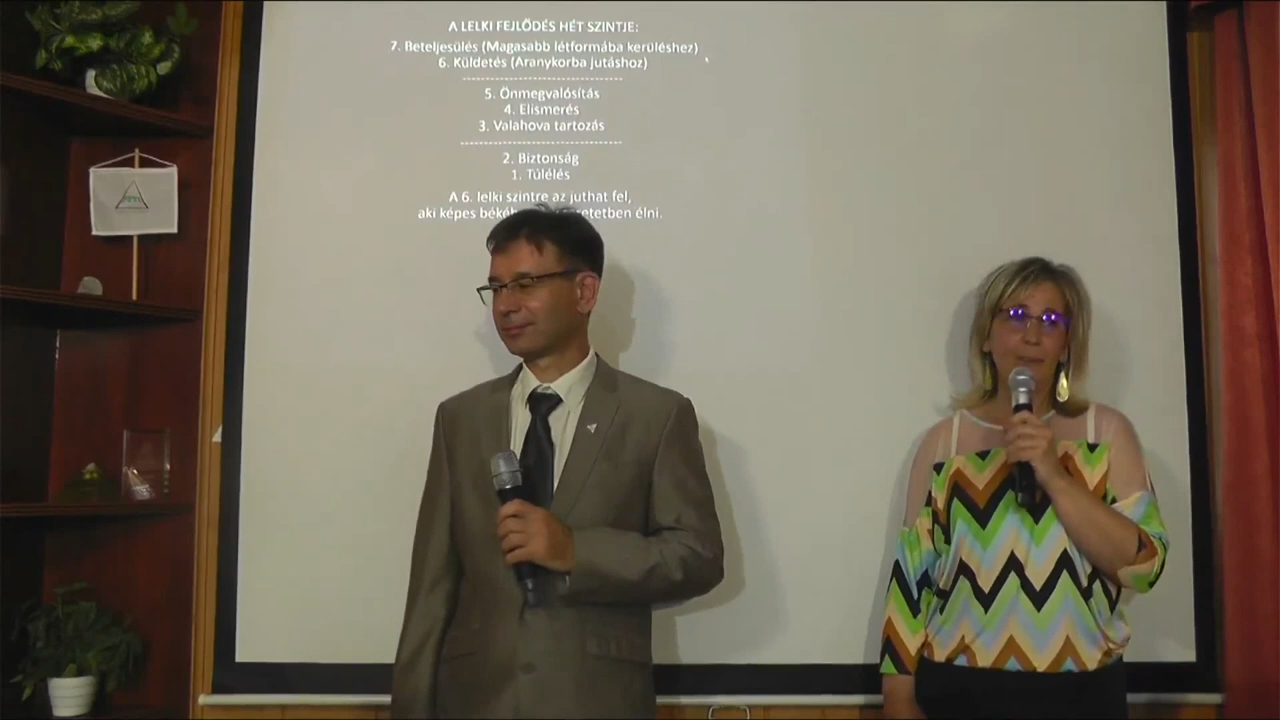 A LELKI FEJLŐDÉS HÉT SZINTJE:
7. Beteljesülés (Magasabb létformába kerüléshez)
6. Küldetés (Aranykorba jutáshoz)
5. Önmegvalósítás
4. Elismerés
3. Valahova tartozás
2. Biztonság
1. Túlélés
A 6. lelki szintre az juthat fel,
aki képes élni.